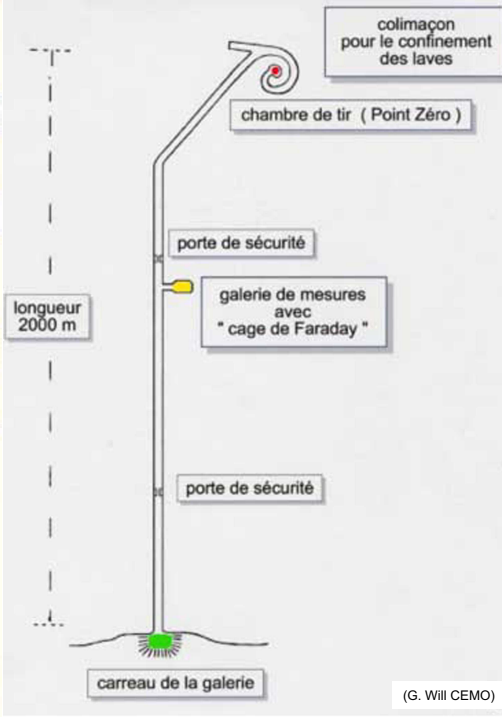 colimaçon
pour le confinement
des laves
chambre de tir ( Point Zéro )
porte de sécurité
galerie de mesures
avec
" cage de Faraday "
longueur
2000 m
porte de sécurité
carreau de la galerie
(G. Will CEMO)